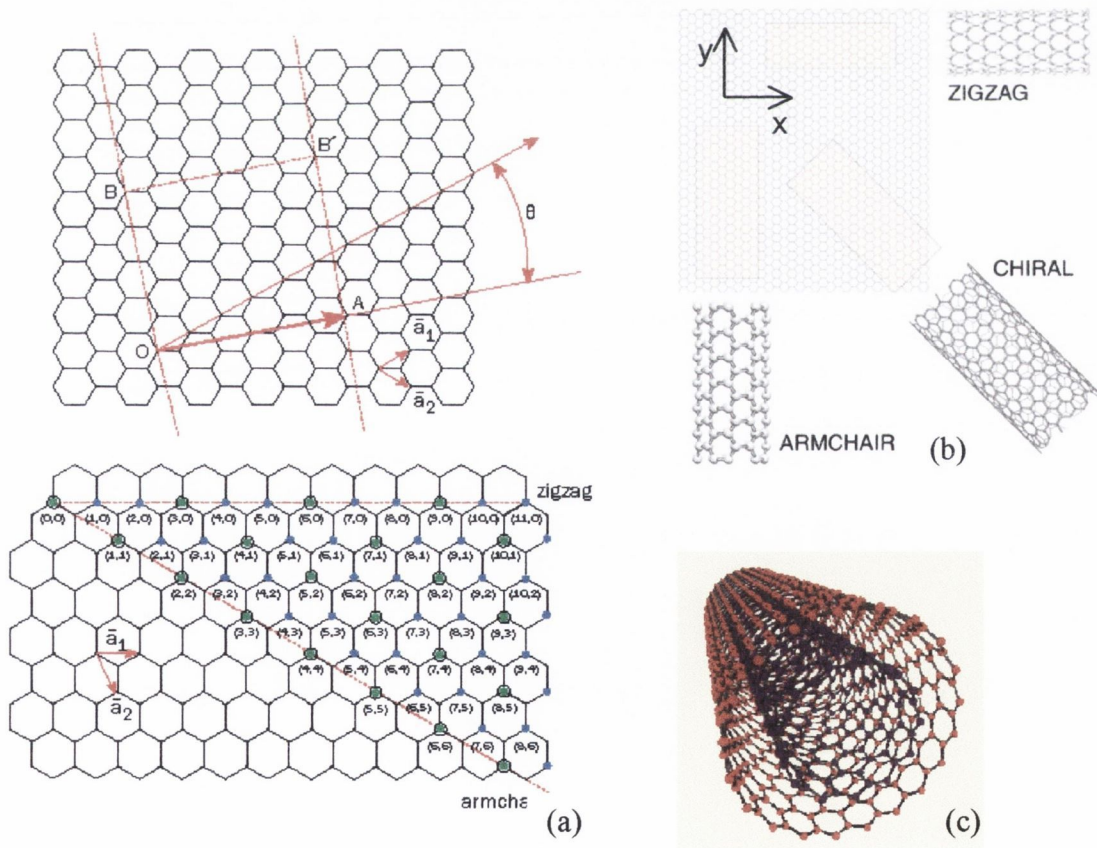 B
B´
θ
A
O
ā₁
ā₂
y
x
ZIGZAG
CHIRAL
ARMCHAIR
(b)
zigzag
(0,0) (1,0) (2,0) (3,0) (4,0) (5,0) (6,0) (7,0) (8,0) (9,0) (10,0) (11,0)
(1,1) (2,1) (3,1) (4,1) (5,1) (6,1) (7,1) (8,1) (9,1) (10,1)
(2,2) (3,2) (4,2) (5,2) (6,2) (7,2) (8,2) (9,2) (10,2)
(3,3) (4,3) (5,3) (6,3) (7,3) (8,3) (9,3)
ā₁
(4,4) (5,4) (6,4) (7,4) (8,4) (9,4)
ā₂
(5,5) (6,5) (7,5) (8,5)
(6,6) (7,6) (8,6)
armcha
(a)
(c)